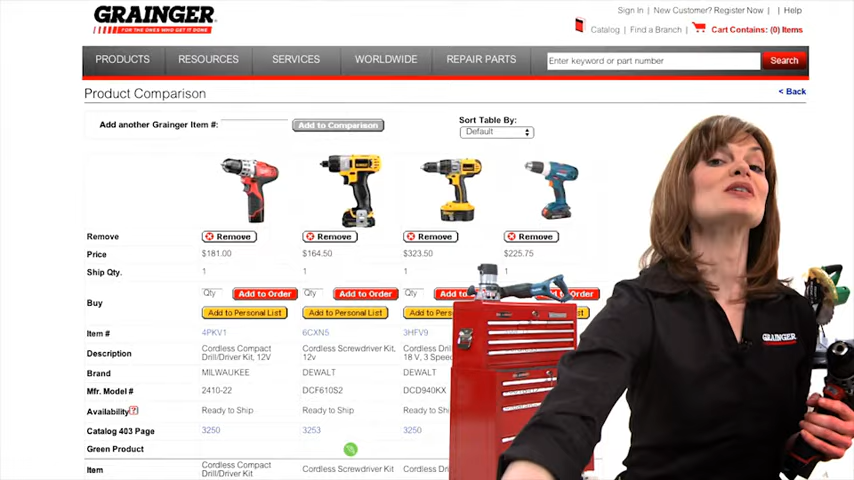 Sign In | New Customer? Register Now | | Help
GRAINGER
FOR THE ONES WHO GET IT DONE
Catalog | Find a Branch | Cart Contains: (0) Items
PRODUCTS RESOURCES SERVICES WORLDWIDE REPAIR PARTS Enter keyword or part number Search
Product Comparison < Back
Add another Grainger Item #: Add to Comparison Sort Table By:
Default
Remove Remove Remove Remove Remove
Price $181.00 $164.50 $323.50 $225.75
Ship Qty. 1 1 1 1
Buy Qty Add to Order Qty Add to Order Qty
Add to Personal List Add to Personal List
Item # 4PKV1 6CXN5 3HFV9
Description Cordless Compact Drill/Driver Kit, 12V Cordless Screwdriver Kit, 12v Cordless 18 V, 3
Brand MILWAUKEE DEWALT DEWALT
Mfr. Model # 2410-22 DCF610S2 DCD940KX
Availability ? Ready to Ship Ready to Ship Ready to
Catalog 403 Page 3250 3253 3250
Green Product
Item Cordless Compact Drill/Driver Kit Cordless Screwdriver Kit Cordless
GRAINGER